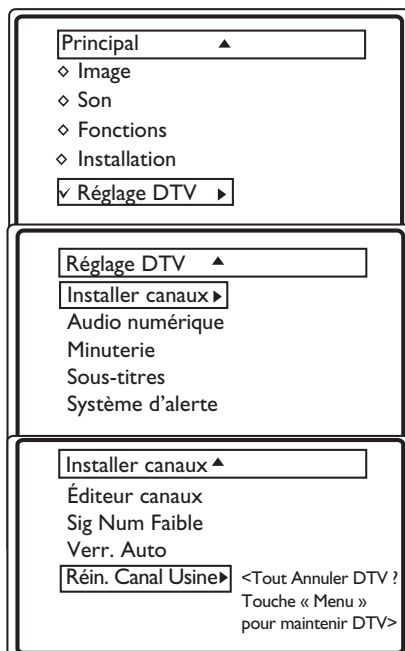 Principal ▲
◇ Image
◇ Son
◇ Fonctions
◇ Installation
✓ Réglage DTV ▶
Réglage DTV ▲
Installer canaux ▶
Audio numérique
Minuterie
Sous-titres
Système d'alerte
Installer canaux ▲
Éditeur canaux
Sig Num Faible
Verr. Auto
Réin. Canal Usine ▶ <Tout Annuler DTV ?
Touche « Menu »
pour maintenir DTV>